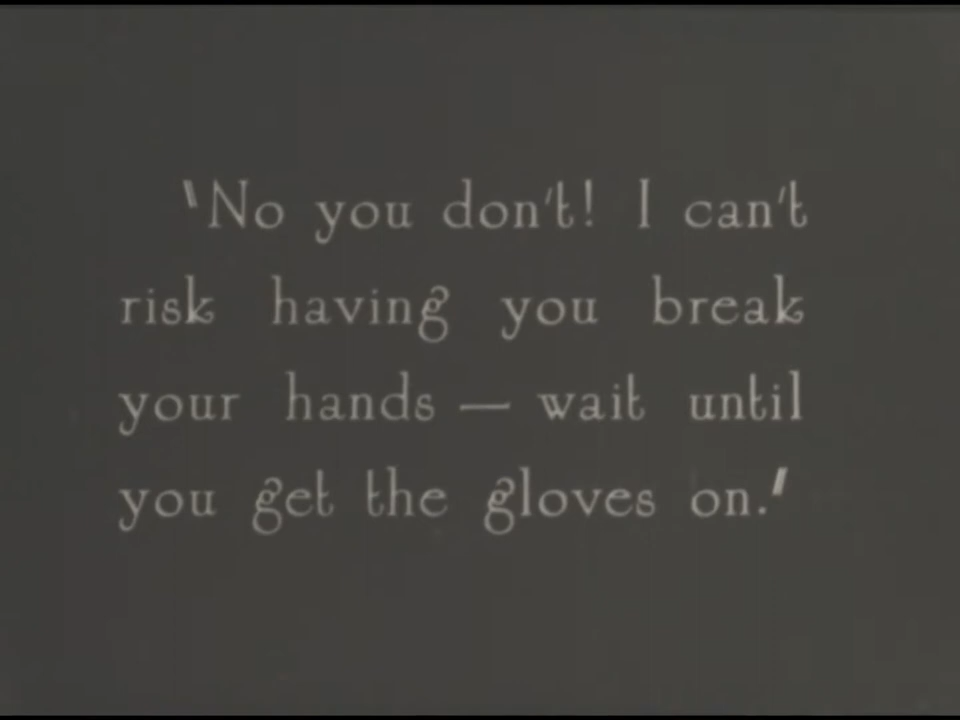 "No you don't! I can't
risk having you break
your hands — wait until
you get the gloves on."